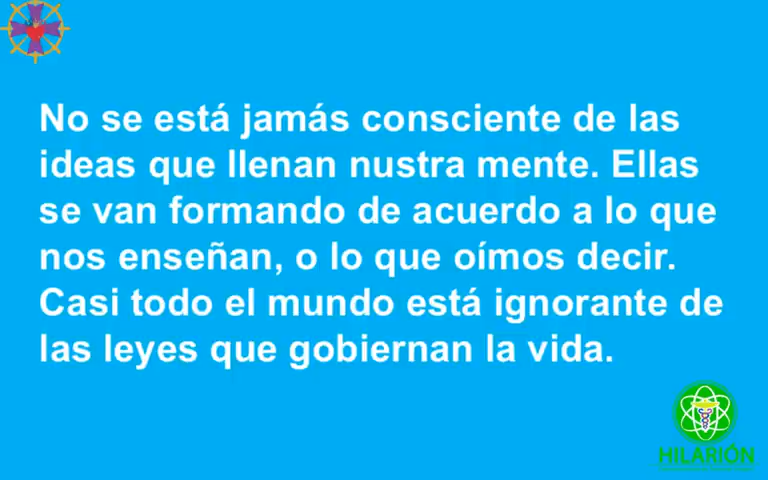 No se está jamás consciente de las
ideas que llenan nustra mente. Ellas
se van formando de acuerdo a lo que
nos enseñan, o lo que oímos decir.
Casi todo el mundo está ignorante de
las leyes que gobiernan la vida.
HILARIÓN